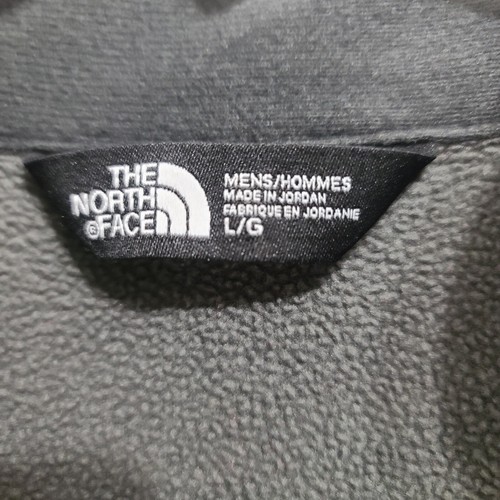 THE
NORTH
®FACE
MENS/HOMMES
MADE IN JORDAN
FABRIQUE EN JORDANIE
L/G